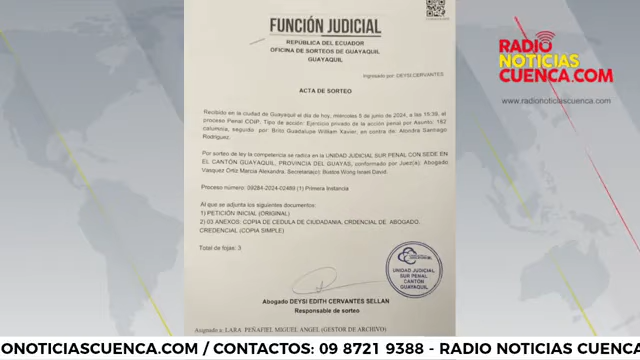 FUNCIÓN JUDICIAL
REPÚBLICA DEL ECUADOR
OFICINA DE SORTEOS DE GUAYAQUIL
GUAYAQUIL
Ingresado por: DEYSI.CERVANTES
ACTA DE SORTEO
Recibido en la ciudad de Guayaquil el día de hoy, miercoles 5 de junio de 2024, a las 15:39, el
proceso Penal COIP, Tipo de acción: Ejercicio privado de la acción penal por Asunto: 182
calumnia, seguido por: Brito Guadalupe William Xavier, en contra de: Alcedra Santiago
Rodriguez.
Por sorteo de ley la competencia se radica en la UNIDAD JUDICIAL SUR PENAL CON SEDE EN
EL CANTÓN GUAYAQUIL, PROVINCIA DEL GUAYAS, conformado por Juez(a): Abogado
Vasquez Ortiz Marcia Alexandra. Secretaria(o): Bustos Wong Israel David.
Proceso número: (1) Primera Instancia
Al que se adjunta los siguientes documentos:
1) PETICIÓN INICIAL (ORIGINAL)
2) 03 ANEXOS: COPIA DE CEDULA DE CIUDADANIA, CRDENCIAL DE ABOGADO,
CREDENCIAL (COPIA SIMPLE)
Total de fojas: 3
UNIDAD JUDICIAL
SUR PENAL
CANTÓN
GUAYAQUIL
Abogado DEYSI EDITH CERVANTES SELLAN
Responsable de sorteo
Asignado a: LARA PEÑAFIEL MIGUEL ANGEL (GESTOR DE ARCHIVO)
RADIO
NOTICIAS
CUENCA.COM
www.radionoticiascuenca.com
IONOTICIASCUENCA.COM / CONTACTOS: 09 8721 9388 - RADIO NOTICIAS CUENCA